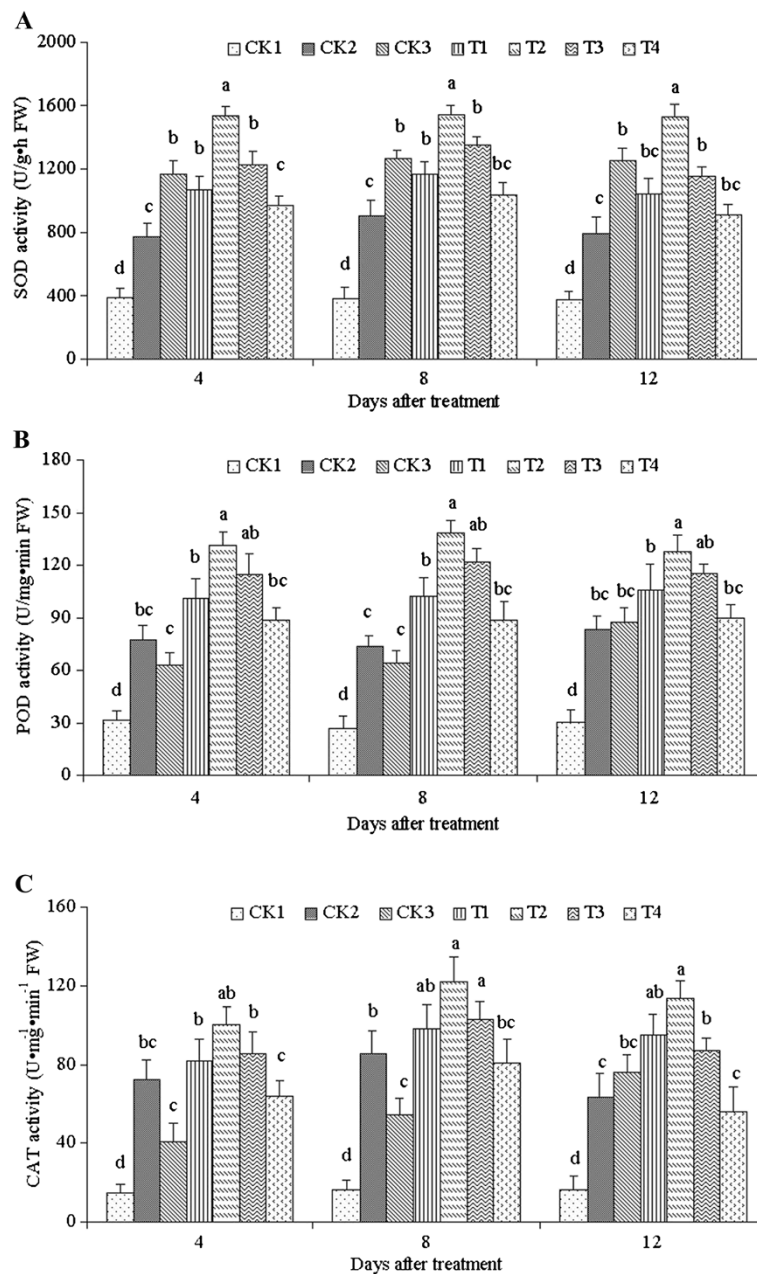 A
2000
CK1 CK2 CK3 T1 T2 T3 T4
1600
1200
800
400
0
SOD activity (U/g•h FW)
d c b b a b c
d c b b a b bc
d c b bc a b bc
4 8 12
Days after treatment
B
180
CK1 CK2 CK3 T1 T2 T3 T4
150
120
90
60
30
0
POD activity (U/mg•min FW)
d bc c b a ab bc
d c c b a ab bc
d bc bc b a ab bc
4 8 12
Days after treatment
C
160
CK1 CK2 CK3 T1 T2 T3 T4
120
80
40
0
CAT activity (U•mg⁻¹•min⁻¹ FW)
d bc c b ab b c
d b c ab a a bc
d c bc ab a b c
4 8 12
Days after treatment